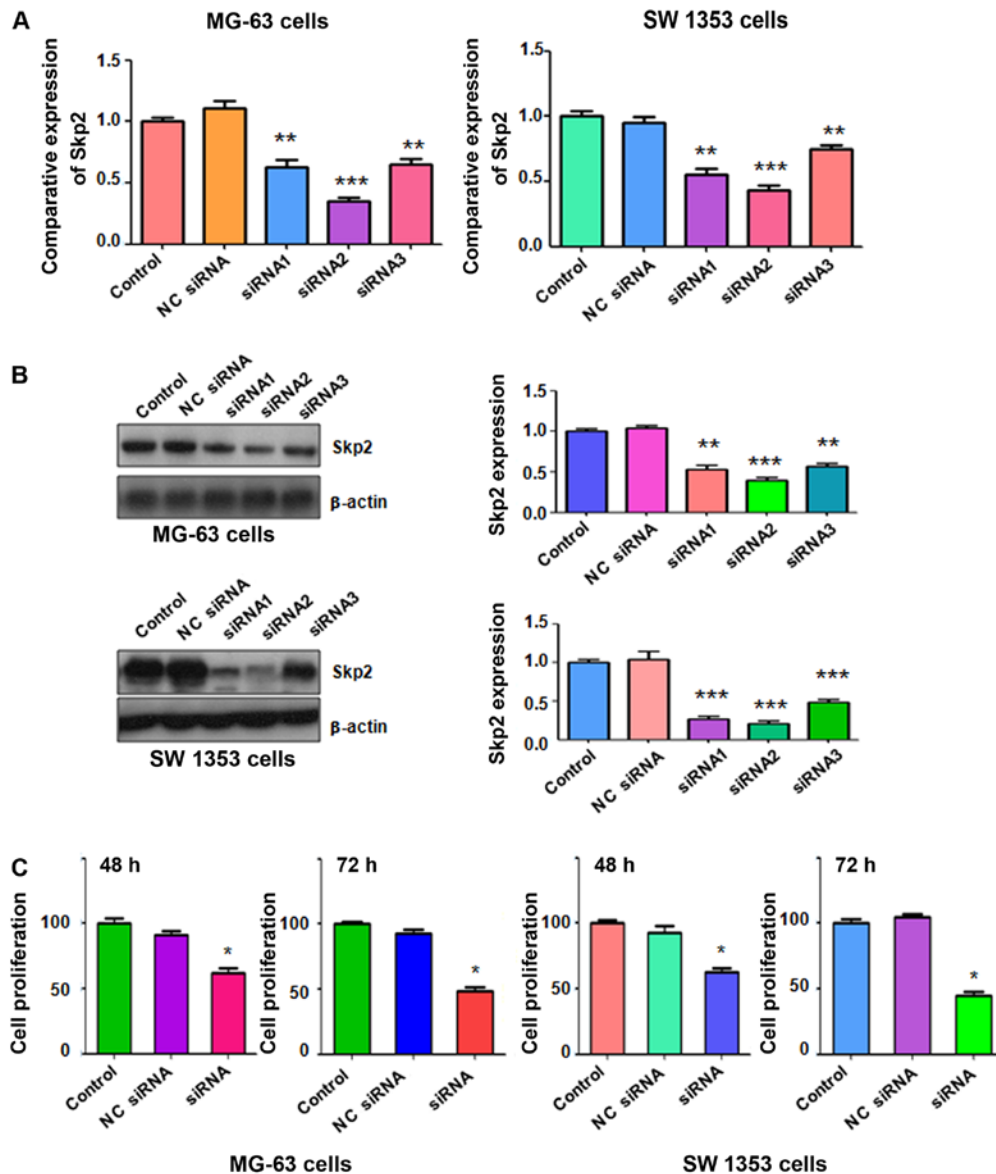 A
MG-63 cells
SW 1353 cells
Comparative expression
of Skp2
1.5
1.0
0.5
0.0
**
***
**
Control
NC siRNA
siRNA1
siRNA2
siRNA3
Comparative expression
of Skp2
1.5
1.0
0.5
0.0
**
***
**
Control
NC siRNA
siRNA1
siRNA2
siRNA3
B
Control
NC siRNA
siRNA1
siRNA2
siRNA3
Skp2
β-actin
MG-63 cells
Skp2 expression
1.5
1.0
0.5
0.0
**
***
**
Control
NC siRNA
siRNA1
siRNA2
siRNA3
Control
NC siRNA
siRNA1
siRNA2
siRNA3
Skp2
β-actin
SW 1353 cells
Skp2 expression
1.5
1.0
0.5
0.0
***
***
***
Control
NC siRNA
siRNA1
siRNA2
siRNA3
C
48 h
Cell proliferation
100
50
0
*
Control
NC siRNA
siRNA
72 h
Cell proliferation
100
50
0
*
Control
NC siRNA
siRNA
48 h
Cell proliferation
100
50
0
*
Control
NC siRNA
siRNA
72 h
Cell proliferation
100
50
0
*
Control
NC siRNA
siRNA
MG-63 cells
SW 1353 cells